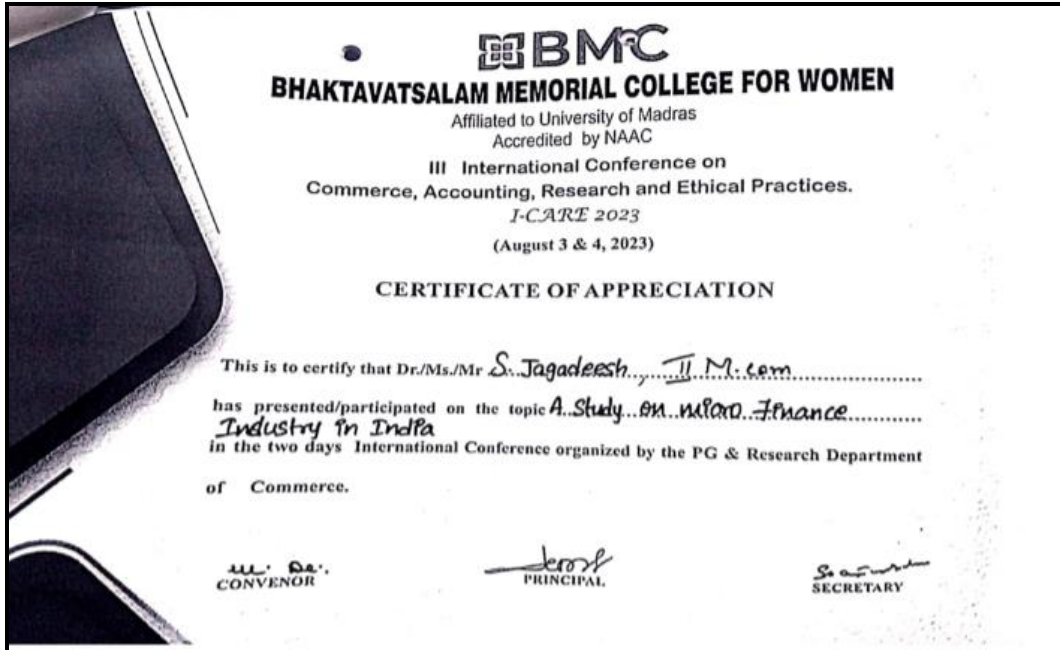 BMC
BHAKTAVATSALAM MEMORIAL COLLEGE FOR WOMEN
Affiliated to University of Madras
Accredited by NAAC
III International Conference on
Commerce, Accounting, Research and Ethical Practices.
I-CARE 2023
(August 3 & 4, 2023)
CERTIFICATE OF APPRECIATION
This is to certify that Dr./Ms./Mr S. Jagadeesh, II M.com
has presented/participated on the topic A Study on micro Finance
Industry in India
in the two days International Conference organized by the PG & Research Department
of Commerce.
CONVENOR PRINCIPAL SECRETARY